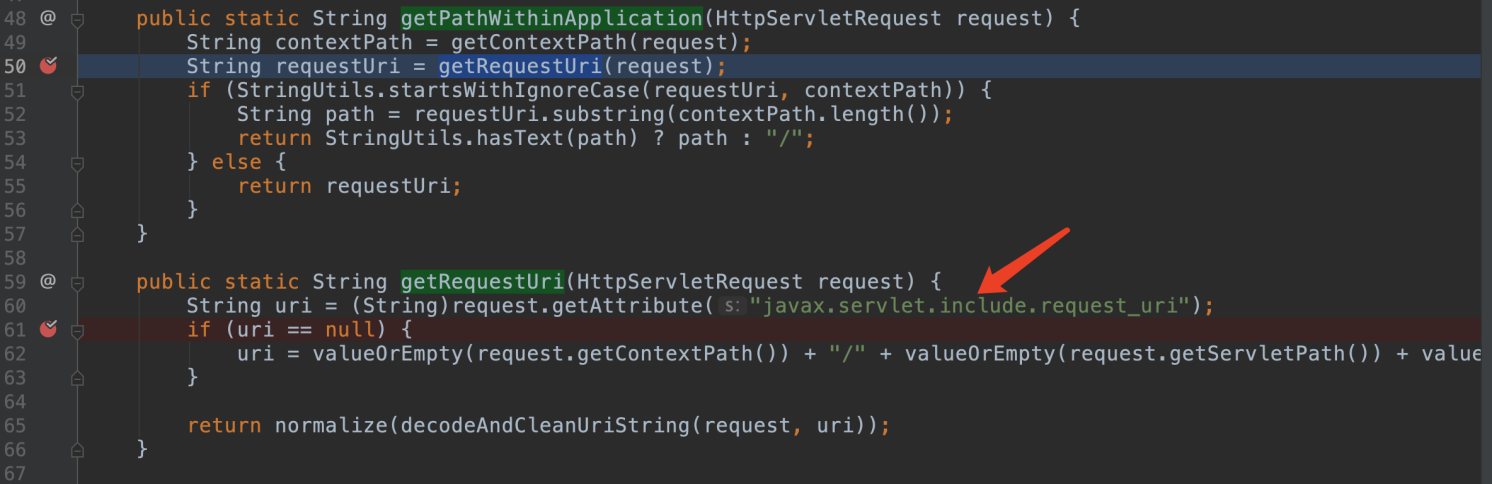 48 @ public static String getPathWithinApplication(HttpServletRequest request) {
49 String contextPath = getContextPath(request);
50 String requestUri = getRequestUri(request);
51 if (StringUtils.startsWithIgnoreCase(requestUri, contextPath)) {
52 String path = requestUri.substring(contextPath.length());
53 return StringUtils.hasText(path) ? path : "/";
54 } else {
55 return requestUri;
56 }
57 }
58
59 @ public static String getRequestUri(HttpServletRequest request) {
60 String uri = (String)request.getAttribute( s: "javax.servlet.include.request_uri");
61 if (uri == null) {
62 uri = valueOrEmpty(request.getContextPath()) + "/" + valueOrEmpty(request.getServletPath()) + value
63 }
64
65 return normalize(decodeAndCleanUriString(request, uri));
66 }
67